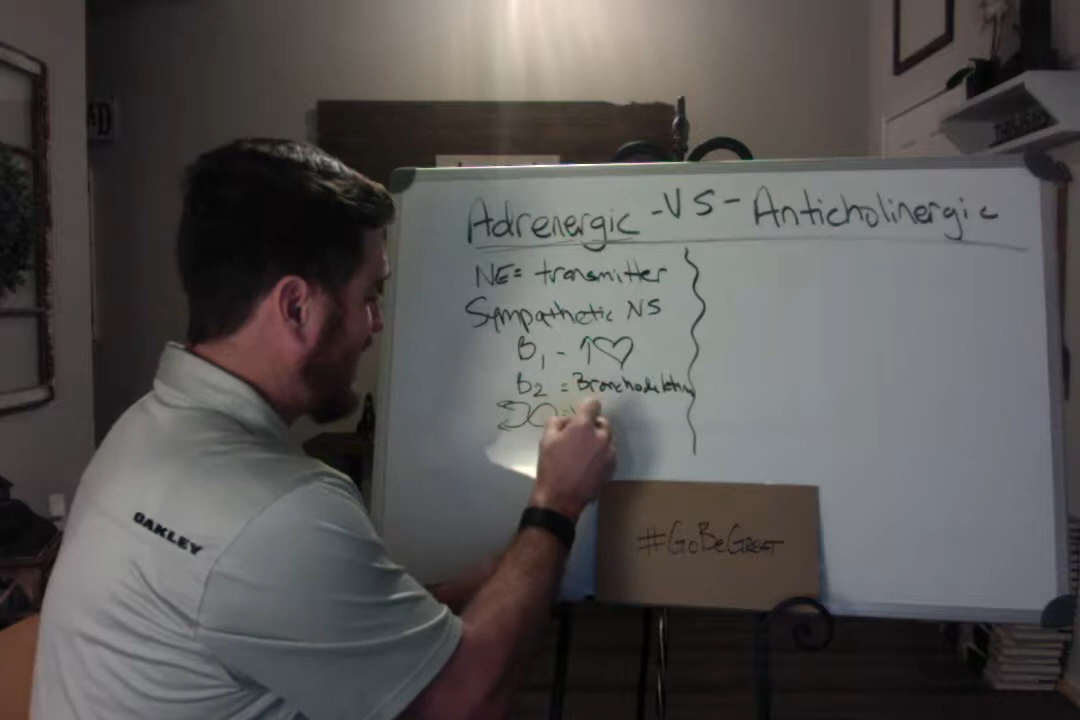 Adrenergic -VS- Anticholinergic
NE= transmitter
Sympathetic NS
B1 - ↑♡
B2 = Bronchodilation
#GoBeGreat
OAKLEY